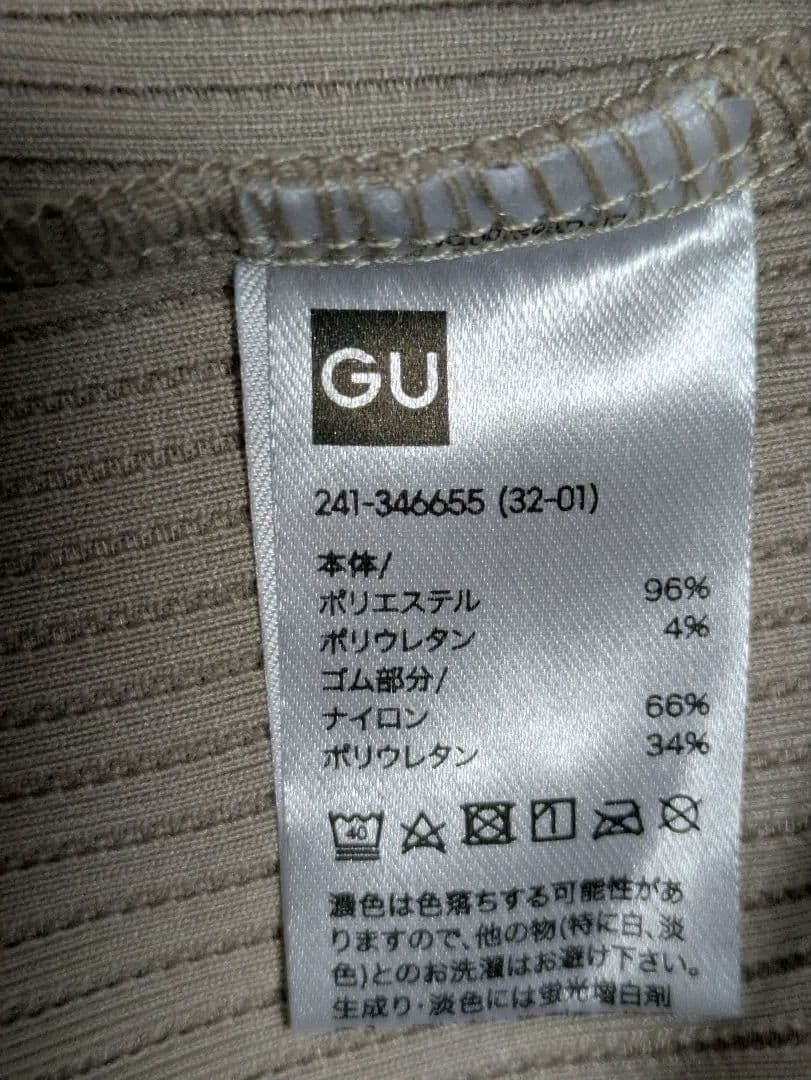 GU
241-346655 (32-01)
本体/
ポリエステル 96%
ポリウレタン 4%
ゴム部分/
ナイロン 66%
ポリウレタン 34%
40
濃色は色落ちする可能性があ
りますので、他の物(特に白、淡
色)とのお洗濯はお避け下さい。
生成り・淡色には蛍光増白剤